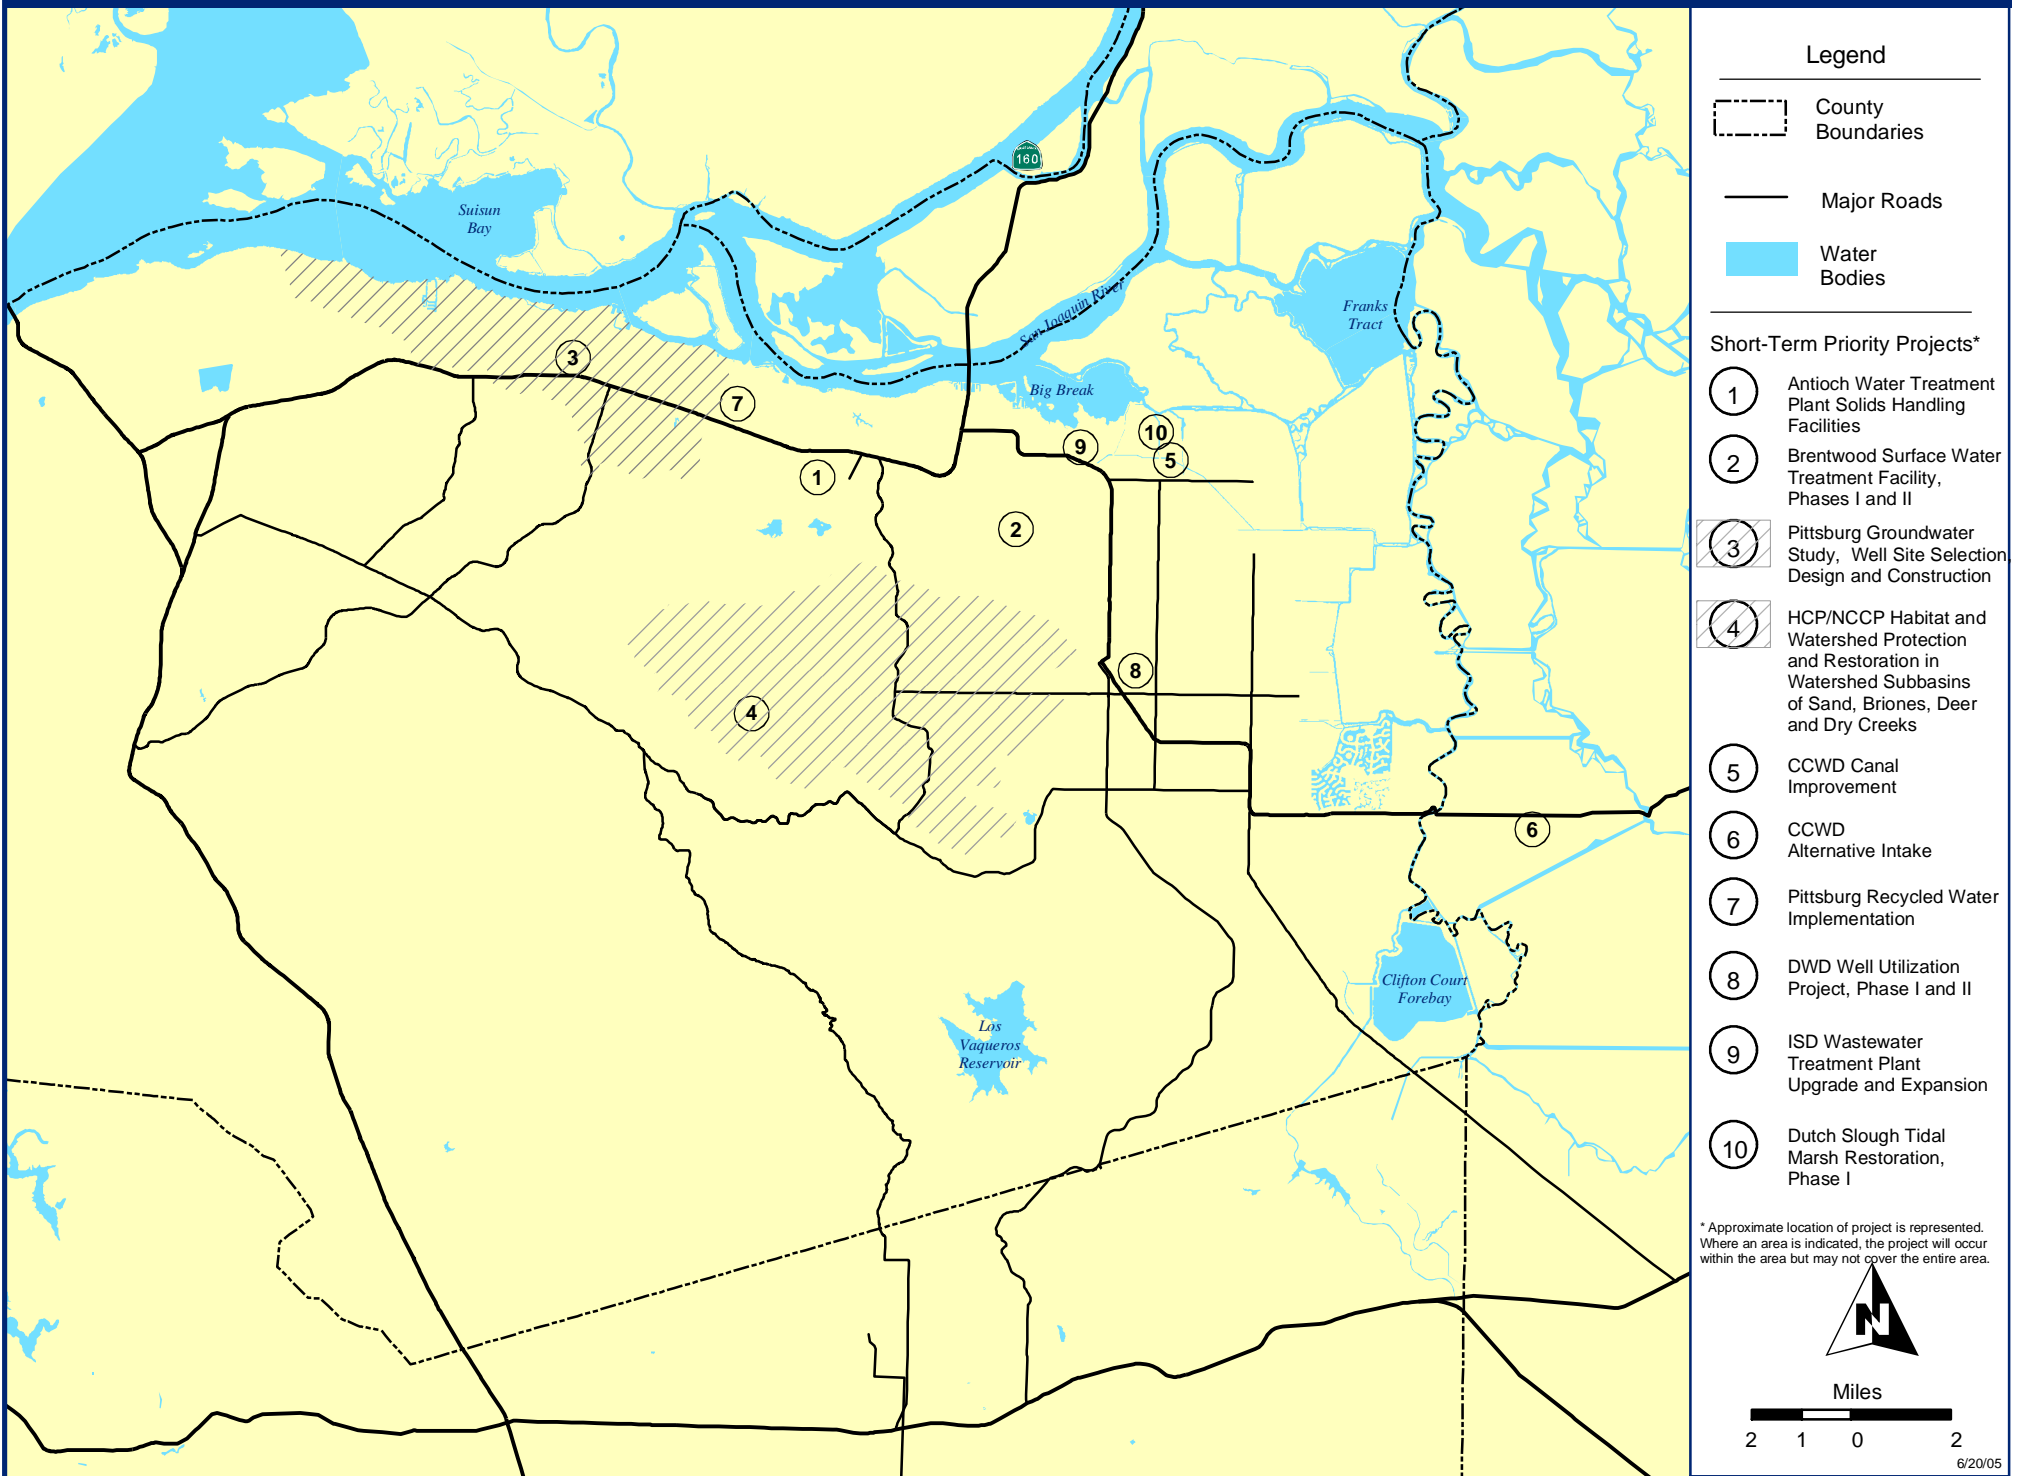 160
Suisun
Bay
San Joaquin River
Franks
Tract
Big Break
3
7
1
9
10
5
2
8
4
6
Clifton Court
Forebay
Los
Vaqueros
Reservoir
Legend
County
Boundaries
Major Roads
Water
Bodies
Short-Term Priority Projects*
1 Antioch Water Treatment
Plant Solids Handling
Facilities
2 Brentwood Surface Water
Treatment Facility,
Phases I and II
3 Pittsburg Groundwater
Study, Well Site Selection,
Design and Construction
4 HCP/NCCP Habitat and
Watershed Protection
and Restoration in
Watershed Subbasins
of Sand, Briones, Deer
and Dry Creeks
5 CCWD Canal
Improvement
6 CCWD
Alternative Intake
7 Pittsburg Recycled Water
Implementation
8 DWD Well Utilization
Project, Phase I and II
9 ISD Wastewater
Treatment Plant
Upgrade and Expansion
10 Dutch Slough Tidal
Marsh Restoration,
Phase I
* Approximate location of project is represented.
Where an area is indicated, the project will occur
within the area but may not cover the entire area.
N
Miles
2 1 0 2
6/20/05